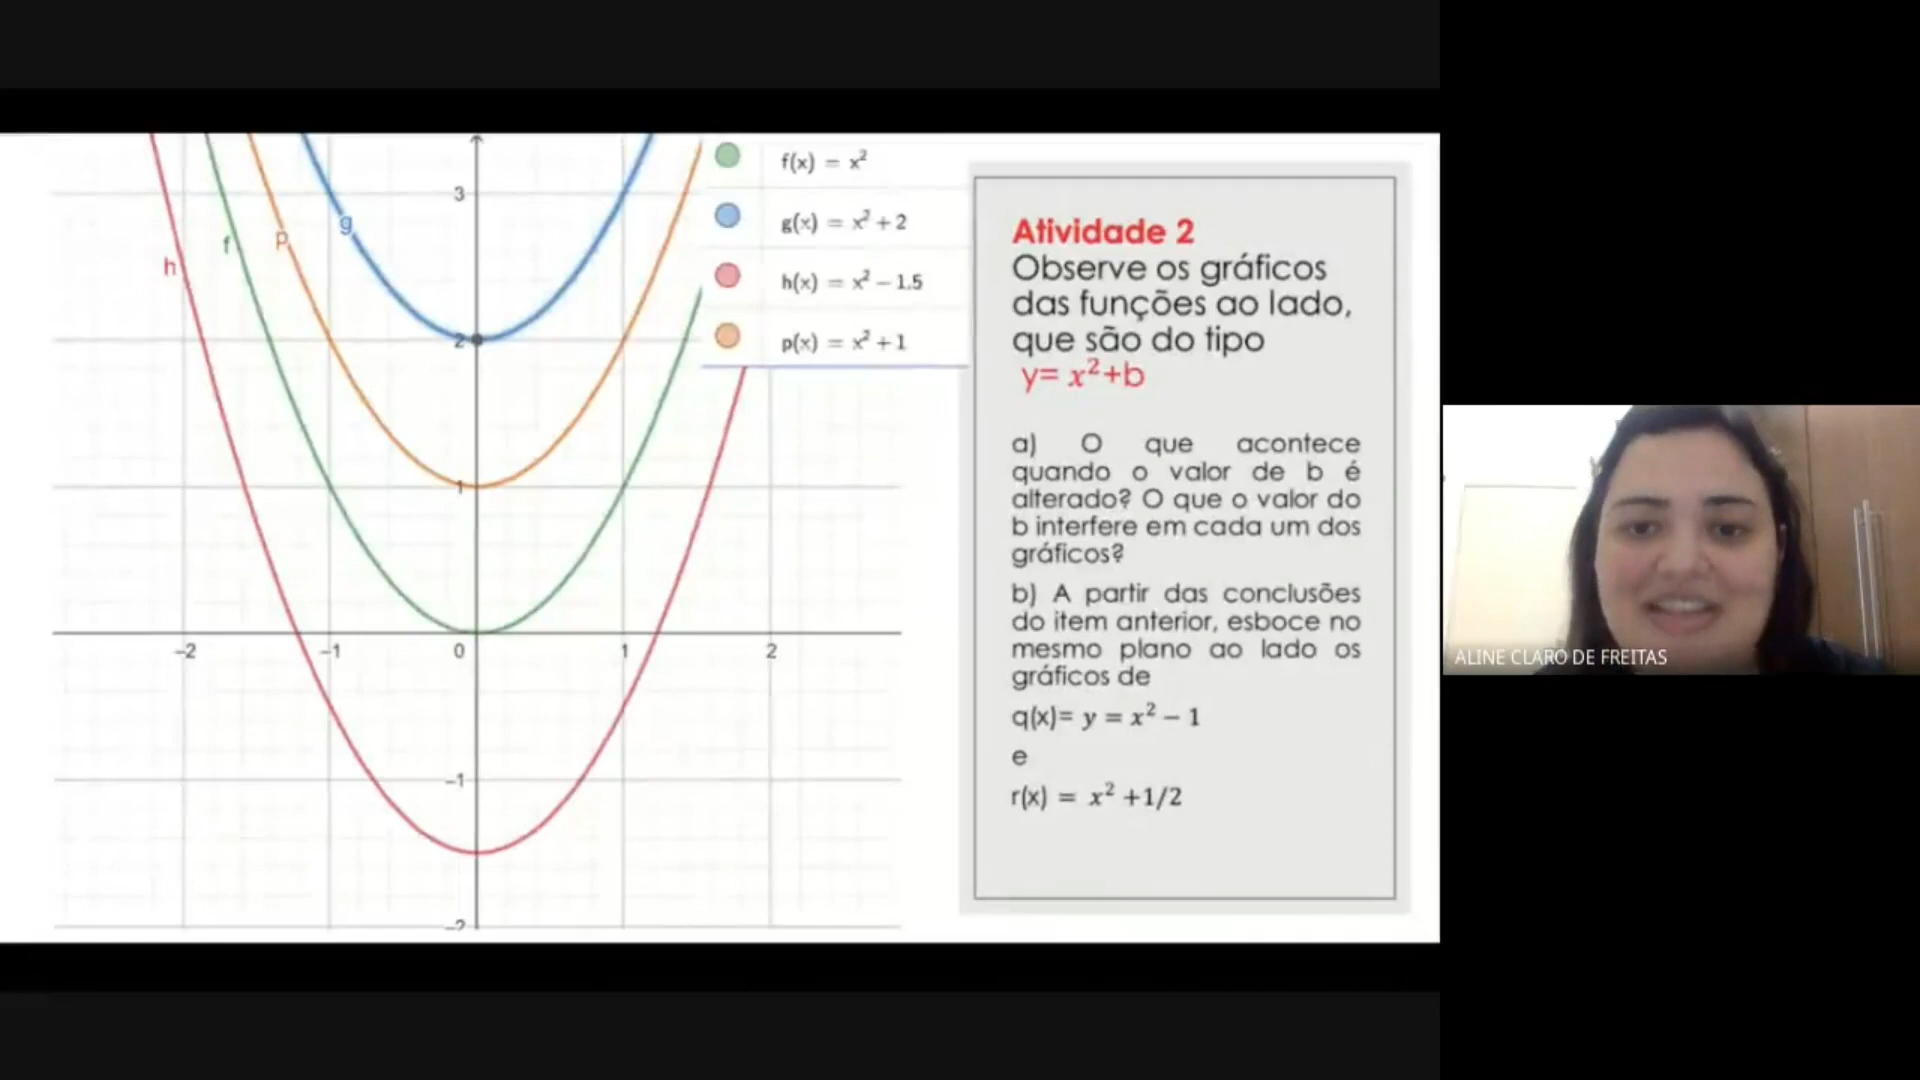 3
2
1
-2
-1
0
1
2
-1
-2
h
f
p
g
f(x) = x²
g(x) = x² + 2
h(x) = x² – 1.5
p(x) = x² + 1
Atividade 2
Observe os gráficos
das funções ao lado,
que são do tipo
y= x²+b
a) O que acontece
quando o valor de b é
alterado? O que o valor do
b interfere em cada um dos
gráficos?
b) A partir das conclusões
do item anterior, esboce no
mesmo plano ao lado os
gráficos de
q(x)= y = x² – 1
e
r(x) = x² +1/2
ALINE CLARO DE FREITAS